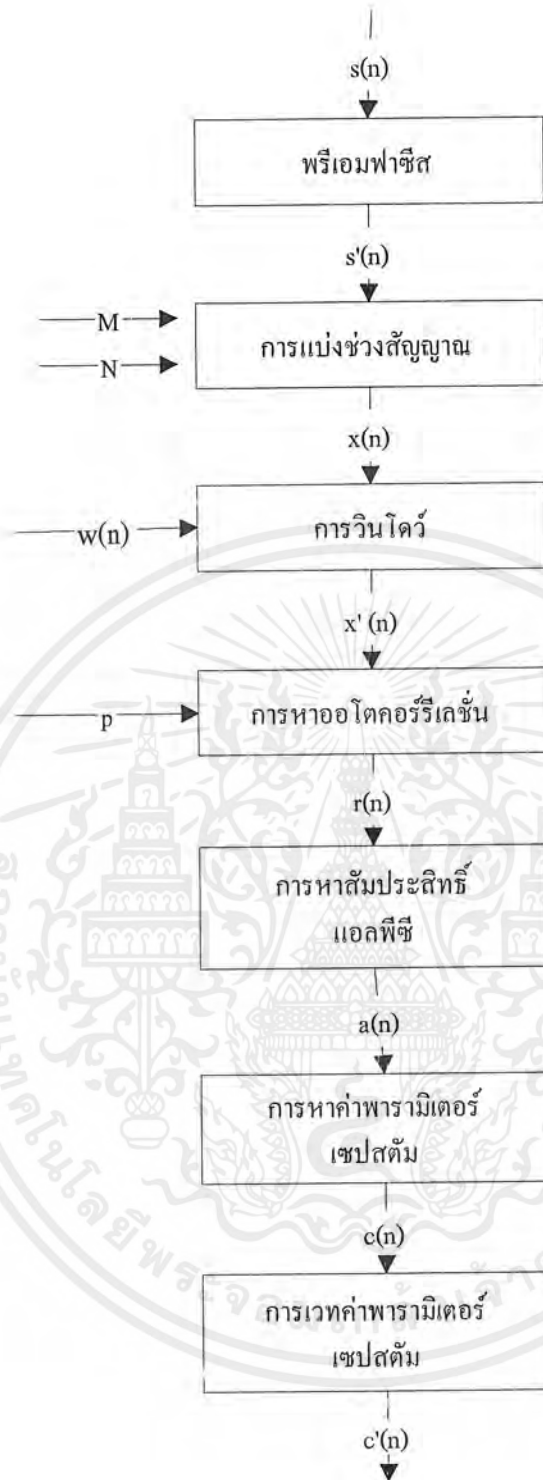 s(n)
พรีเอมฟาซีส
s'(n)
M
N
การแบ่งช่วงสัญญาณ
x(n)
w(n)
การวินโดว์
x' (n)
p
การหาออโตคอร์รีเลชั่น
r(n)
การหาสัมประสิทธิ์
แอลพีซี
a(n)
การหาค่าพารามิเตอร์
เซปสตัม
c(n)
การเวทค่าพารามิเตอร์
เซปสตัม
c'(n)